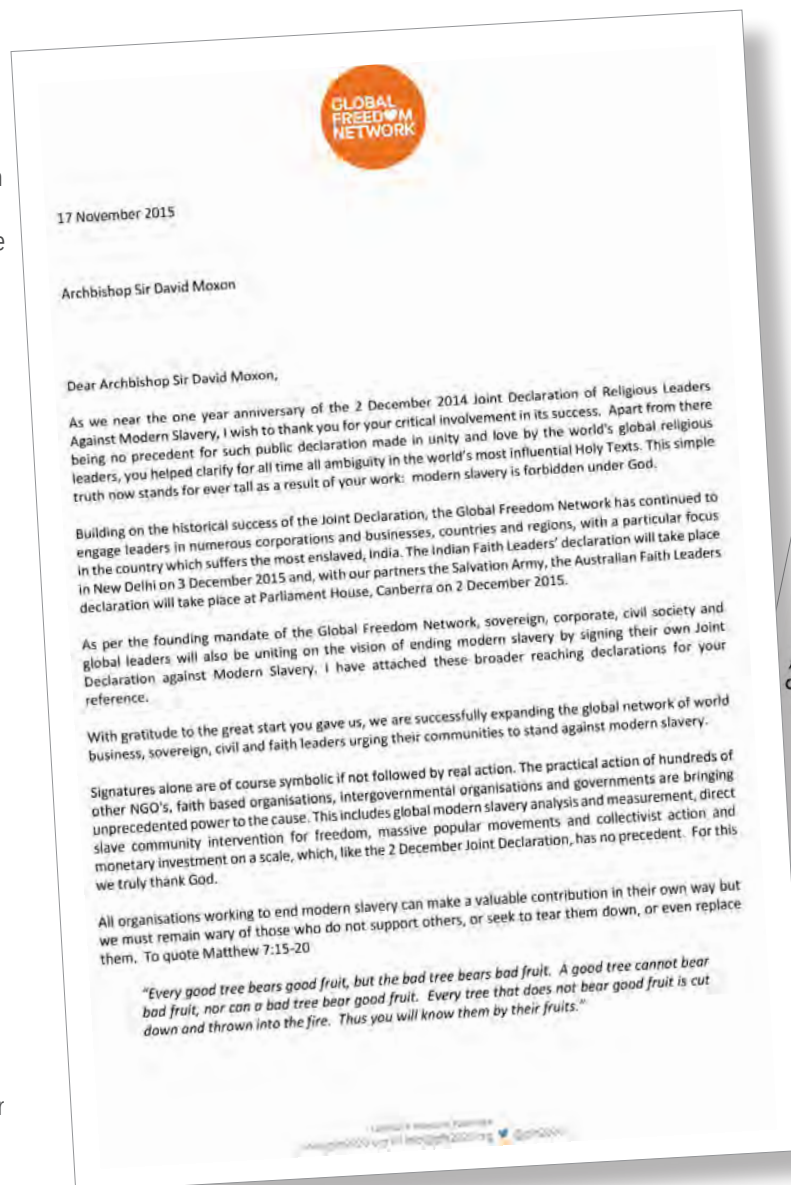 GLOBAL
FREEDOM
NETWORK
17 November 2015
Archbishop Sir David Moxon
Dear Archbishop Sir David Moxon,
As we near the one year anniversary of the 2 December 2014 Joint Declaration of Religious Leaders
Against Modern Slavery, I wish to thank you for your critical involvement in its success. Apart from there
being no precedent for such public declaration made in unity and love by the world's global religious
leaders, you helped clarify for all time all ambiguity in the world's most influential Holy Texts. This simple
truth now stands for ever tall as a result of your work: modern slavery is forbidden under God.
Building on the historical success of the Joint Declaration, the Global Freedom Network has continued to
engage leaders in numerous corporations and businesses, countries and regions, with a particular focus
in the country which suffers the most enslaved, India. The Indian Faith Leaders' declaration will take place
in New Delhi on 3 December 2015 and, with our partners the Salvation Army, the Australian Faith Leaders
declaration will take place at Parliament House, Canberra on 2 December 2015.
As per the founding mandate of the Global Freedom Network, sovereign, corporate, civil society and
global leaders will also be uniting on the vision of ending modern slavery by signing their own Joint
Declaration against Modern Slavery. I have attached these broader reaching declarations for your
reference.
With gratitude to the great start you gave us, we are successfully expanding the global network of world
business, sovereign, civil and faith leaders urging their communities to stand against modern slavery.
Signatures alone are of course symbolic if not followed by real action. The practical action of hundreds of
other NGO's, faith based organisations, intergovernmental organisations and governments are bringing
unprecedented power to the cause. This includes global modern slavery analysis and measurement, direct
slave community intervention for freedom, massive popular movements and collectivist action and
monetary investment on a scale, which, like the 2 December Joint Declaration, has no precedent. For this
we truly thank God.
All organisations working to end modern slavery can make a valuable contribution in their own way but
we must remain wary of those who do not support others, or seek to tear them down, or even replace
them. To quote Matthew 7:15-20
"Every good tree bears good fruit, but the bad tree bears bad fruit. A good tree cannot bear
bad fruit, nor can a bad tree bear good fruit. Every tree that does not bear good fruit is cut
down and thrown into the fire. Thus you will know them by their fruits."